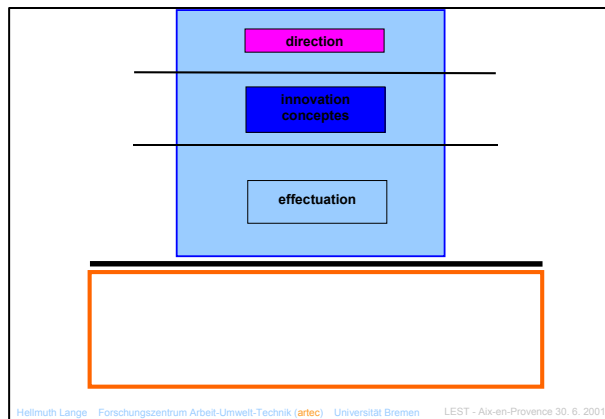 direction
innovation
conceptes
effectuation
Hellmuth Lange Forschungszentrum Arbeit-Umwelt-Technik (artec) Universität Bremen LEST - Aix-en-Provence 30. 6. 2001